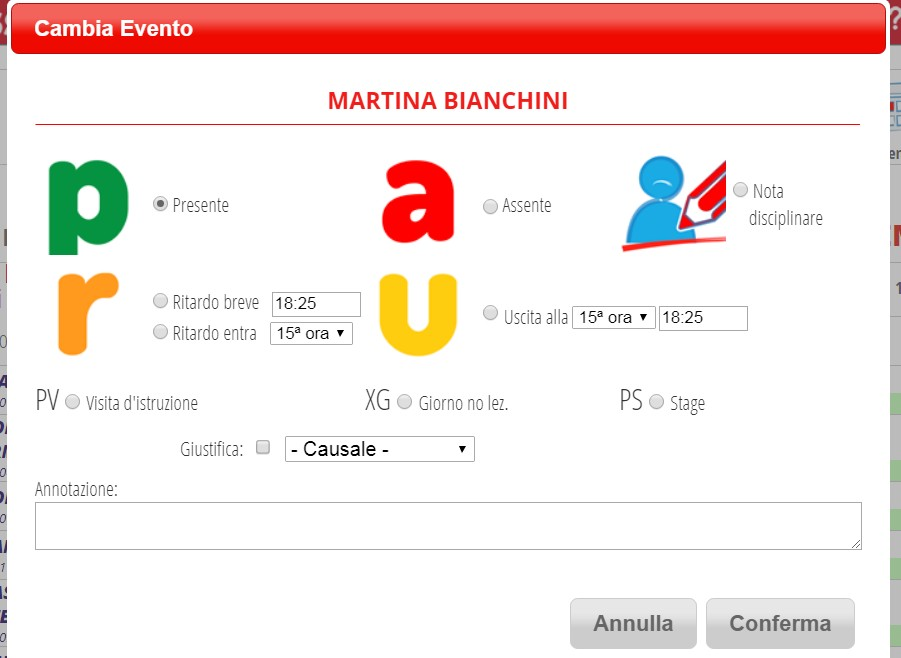 Cambia Evento
MARTINA BIANCHINI
p Presente a Assente Nota disciplinare
r Ritardo breve 18:25
Ritardo entra 15ª ora
u Uscita alla 15ª ora 18:25
PV Visita d'istruzione XG Giorno no lez. PS Stage
Giustifica: - Causale -
Annotazione:
Annulla Conferma